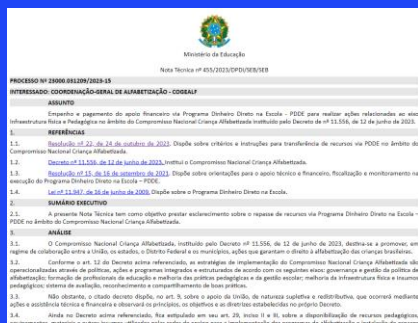 Ministério da Educação
Nota Técnica nº 455/2023/DPDI/SEB/SEB
PROCESSO Nº 23000.031209/2023-15
INTERESSADO: COORDENAÇÃO-GERAL DE ALFABETIZAÇÃO - COGEALF
ASSUNTO
Empenho e pagamento do apoio financeiro via Programa Dinheiro Direto na Escola - PDDE para realizar ações relacionadas ao eixo
Infraestrutura Física e Pedagógica no âmbito do Compromisso Nacional Criança Alfabetizada instituído pelo Decreto de nº 11.556, de 12 de junho de 2023.
1. REFERÊNCIAS
1.1. Resolução nº 22, de 24 de outubro de 2023. Dispõe sobre critérios e instruções para transferência de recursos via PDDE no âmbito do
Compromisso Nacional Criança Alfabetizada.
1.2. Decreto nº 11.556, de 12 de junho de 2023. Institui o Compromisso Nacional Criança Alfabetizada.
1.3. Resolução nº 15, de 16 de setembro de 2021. Dispõe sobre orientações para o apoio técnico e financeiro, fiscalização e monitoramento na
execução do Programa Dinheiro Direto na Escola – PDDE.
1.4. Lei nº 11.947, de 16 de junho de 2009. Dispõe sobre o Programa Dinheiro Direto na Escola.
2. SUMÁRIO EXECUTIVO
2.1. A presente Nota Técnica tem como objetivo prestar esclarecimento sobre o repasse de recursos via Programa Dinheiro Direto na Escola –
PDDE no âmbito do Compromisso Nacional Criança Alfabetizada.
3. ANÁLISE
3.1. O Compromisso Nacional Criança Alfabetizada, instituído pelo Decreto nº 11.556, de 12 de junho de 2023, destina-se a promover, em
regime de colaboração entre a União, os estados, o Distrito Federal e os municípios, ações que garantam o direito à alfabetização das crianças brasileiras.
3.2. Conforme o art. 12 do Decreto acima referenciado, as estratégias de implementação do Compromisso Nacional Criança Alfabetizada são
operacionalizadas através de políticas, ações e programas integrados e estruturados de acordo com os seguintes eixos: governança e gestão da política de
alfabetização; formação de profissionais da educação e melhoria das práticas pedagógicas e da gestão escolar; melhoria da infraestrutura física e insumos
pedagógicos; sistema de avaliação, reconhecimento e compartilhamento de boas práticas.
3.3. Não obstante, o citado decreto dispõe, no art. 9, sobre o apoio da União, de natureza supletiva e redistributiva, que ocorrerá mediante
ações e assistência técnica e financeira e observará os princípios, os objetivos e as diretrizes estabelecidas no próprio Decreto.
3.4. Ainda no Decreto acima referenciado, fica estipulado em seu art. 29, inciso II e III, sobre a disponibilização de recursos pedagógicos,